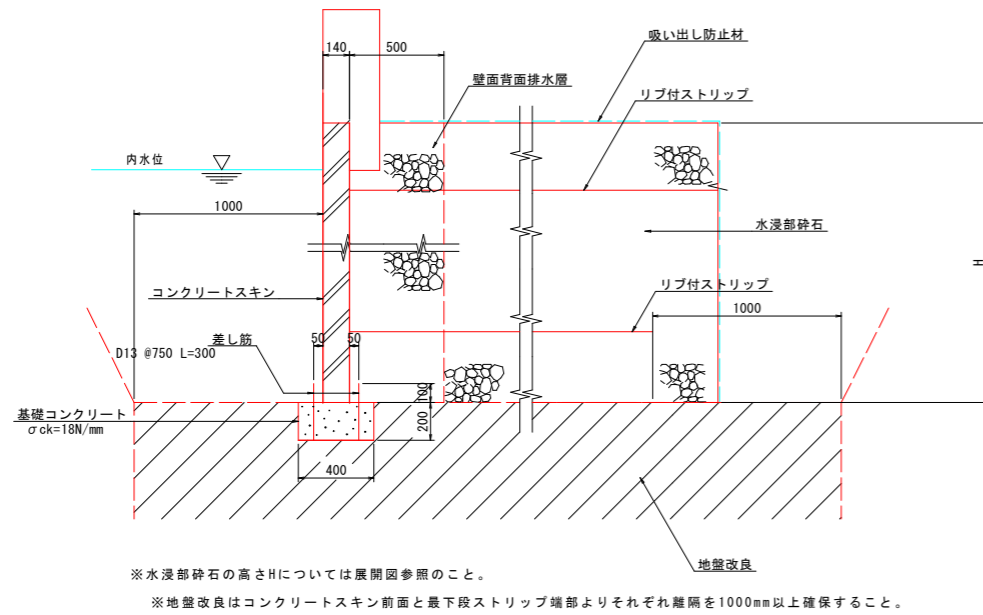 140
500
吸い出し防止材
壁面背面排水層
リブ付ストリップ
内水位
1000
水浸部砕石
H
コンクリートスキン
リブ付ストリップ
1000
差し筋
50
50
D13 @750 L=300
100
基礎コンクリート
σck=18N/mm
200
400
地盤改良
※水浸部砕石の高さHについては展開図参照のこと。
※地盤改良はコンクリートスキン前面と最下段ストリップ端部よりそれぞれ離隔を1000mm以上確保すること。